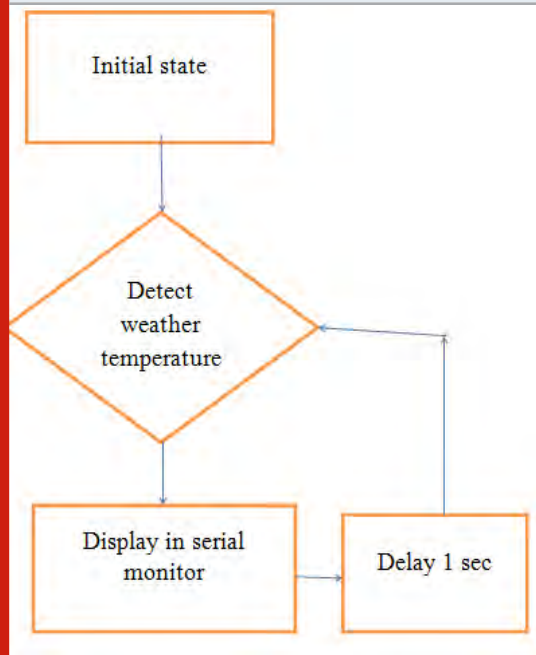 Initial state
Detect
weather
temperature
Display in serial
monitor
Delay 1 sec